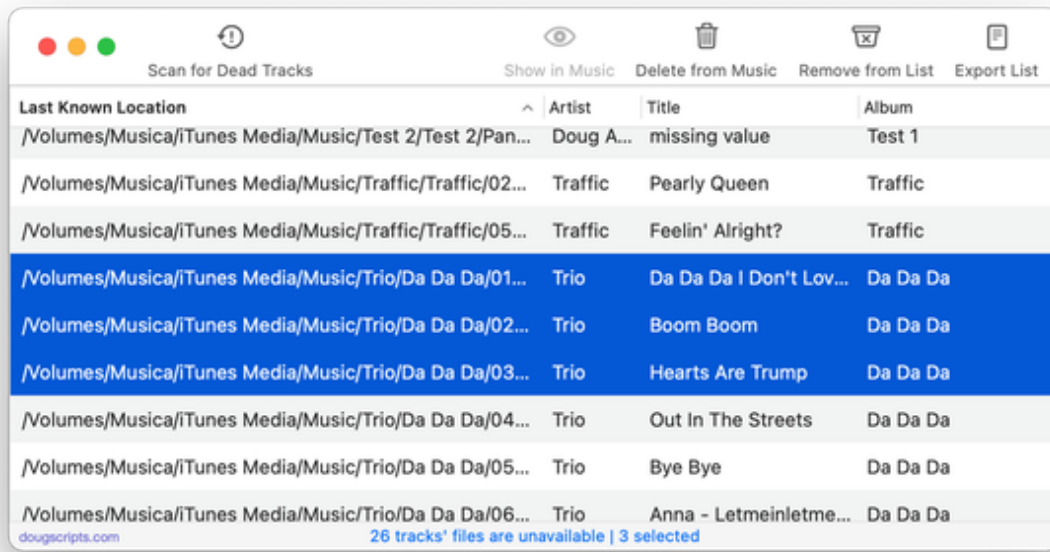 Scan for Dead Tracks Show in Music Delete from Music Remove from List Export List
Last Known Location Artist Title Album
/Volumes/Musica/iTunes Media/Music/Test 2/Test 2/Pan... Doug A... missing value Test 1
/Volumes/Musica/iTunes Media/Music/Traffic/Traffic/02... Traffic Pearly Queen Traffic
/Volumes/Musica/iTunes Media/Music/Traffic/Traffic/05... Traffic Feelin' Alright? Traffic
/Volumes/Musica/iTunes Media/Music/Trio/Da Da Da/01... Trio Da Da Da I Don't Lov... Da Da Da
/Volumes/Musica/iTunes Media/Music/Trio/Da Da Da/02... Trio Boom Boom Da Da Da
/Volumes/Musica/iTunes Media/Music/Trio/Da Da Da/03... Trio Hearts Are Trump Da Da Da
/Volumes/Musica/iTunes Media/Music/Trio/Da Da Da/04... Trio Out In The Streets Da Da Da
/Volumes/Musica/iTunes Media/Music/Trio/Da Da Da/05... Trio Bye Bye Da Da Da
/Volumes/Musica/iTunes Media/Music/Trio/Da Da Da/06... Trio Anna - Letmeinletme... Da Da Da
dougscripts.com 26 tracks' files are unavailable | 3 selected